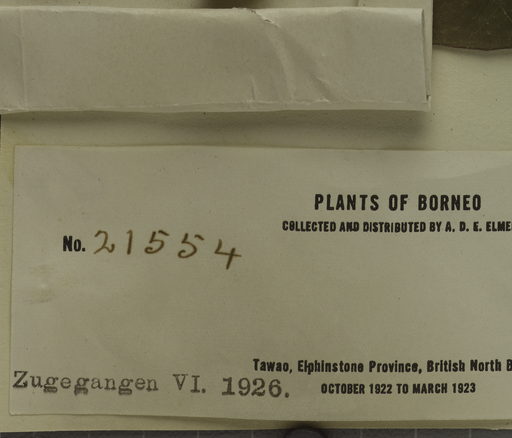 PLANTS OF BORNEO
COLLECTED AND DISTRIBUTED BY A. D. E. ELME
No. 21554
Tawao, Elphinstone Province, British North B
Zugegangen VI. 1926.
OCTOBER 1922 TO MARCH 1923